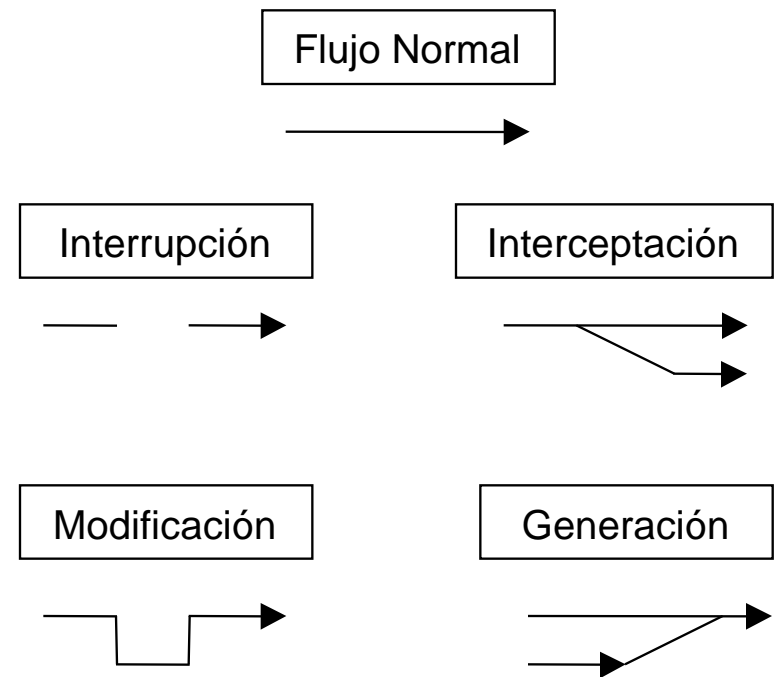 Flujo Normal
Interrupción
Interceptación
Modificación
Generación